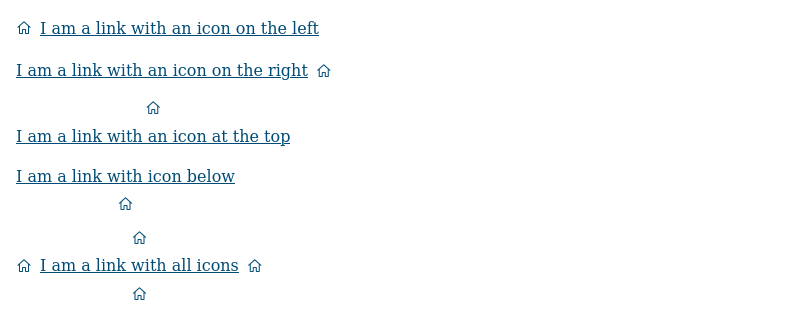 I am a link with an icon on the left
I am a link with an icon on the right
I am a link with an icon at the top
I am a link with icon below
I am a link with all icons